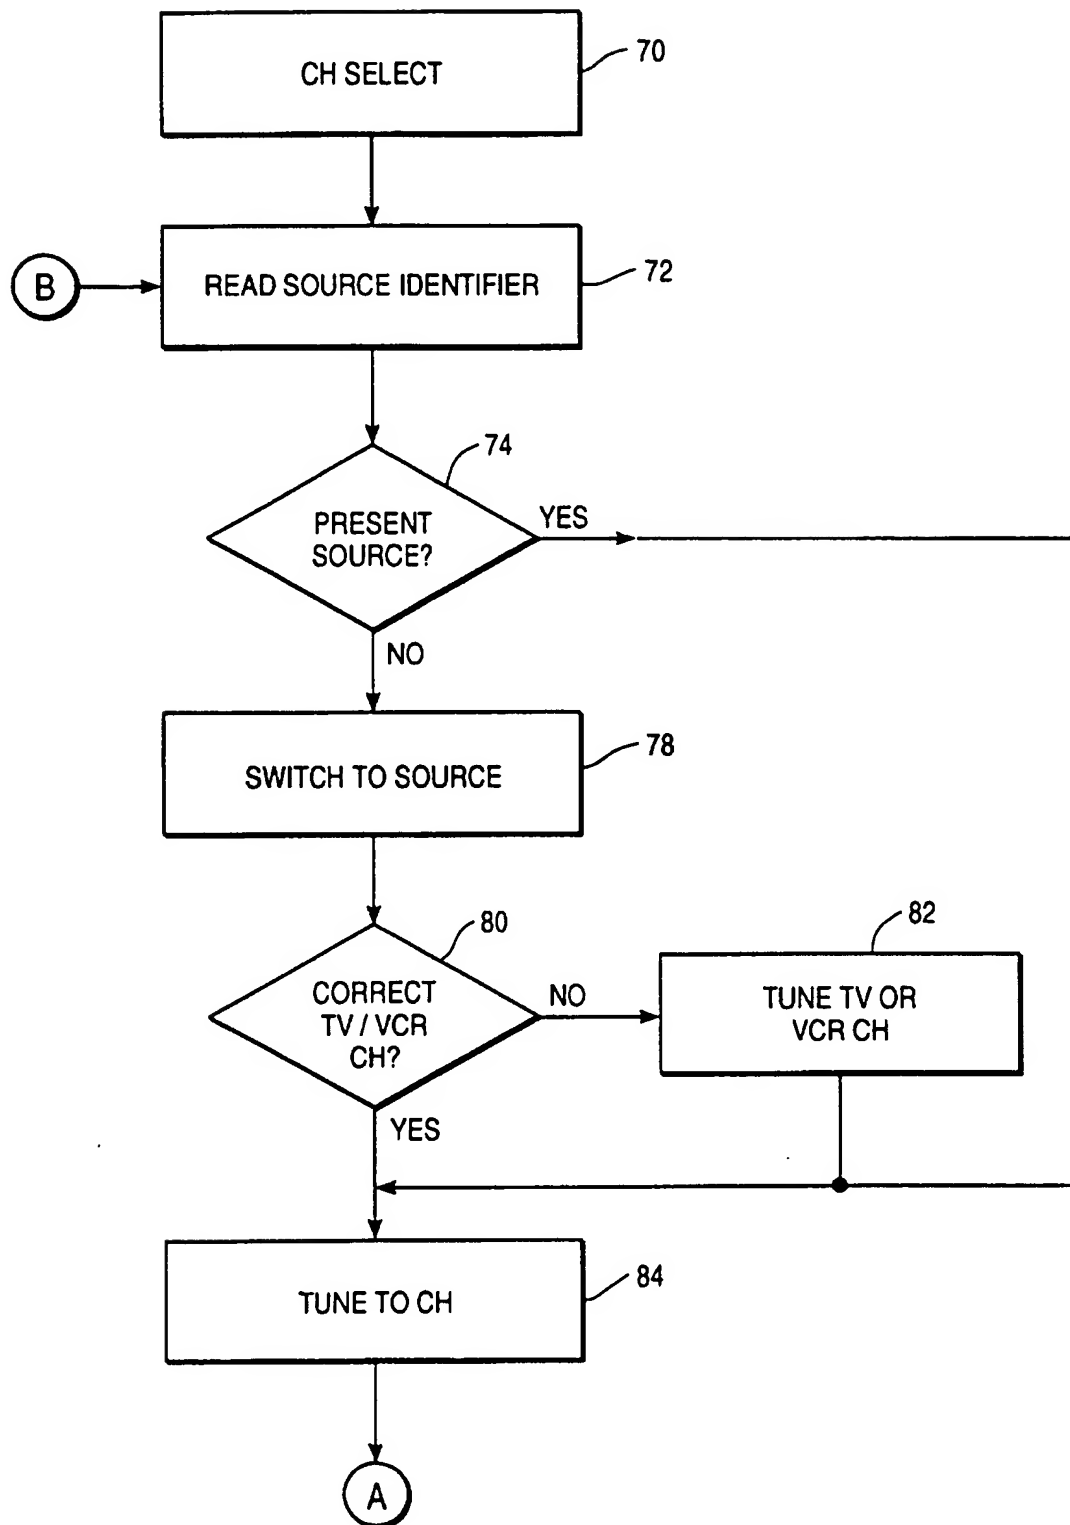 CH SELECT
70
B
READ SOURCE IDENTIFIER
72
74
PRESENT
SOURCE?
YES
NO
SWITCH TO SOURCE
78
80
CORRECT
TV / VCR
CH?
NO
82
TUNE TV OR
VCR CH
YES
TUNE TO CH
84
A